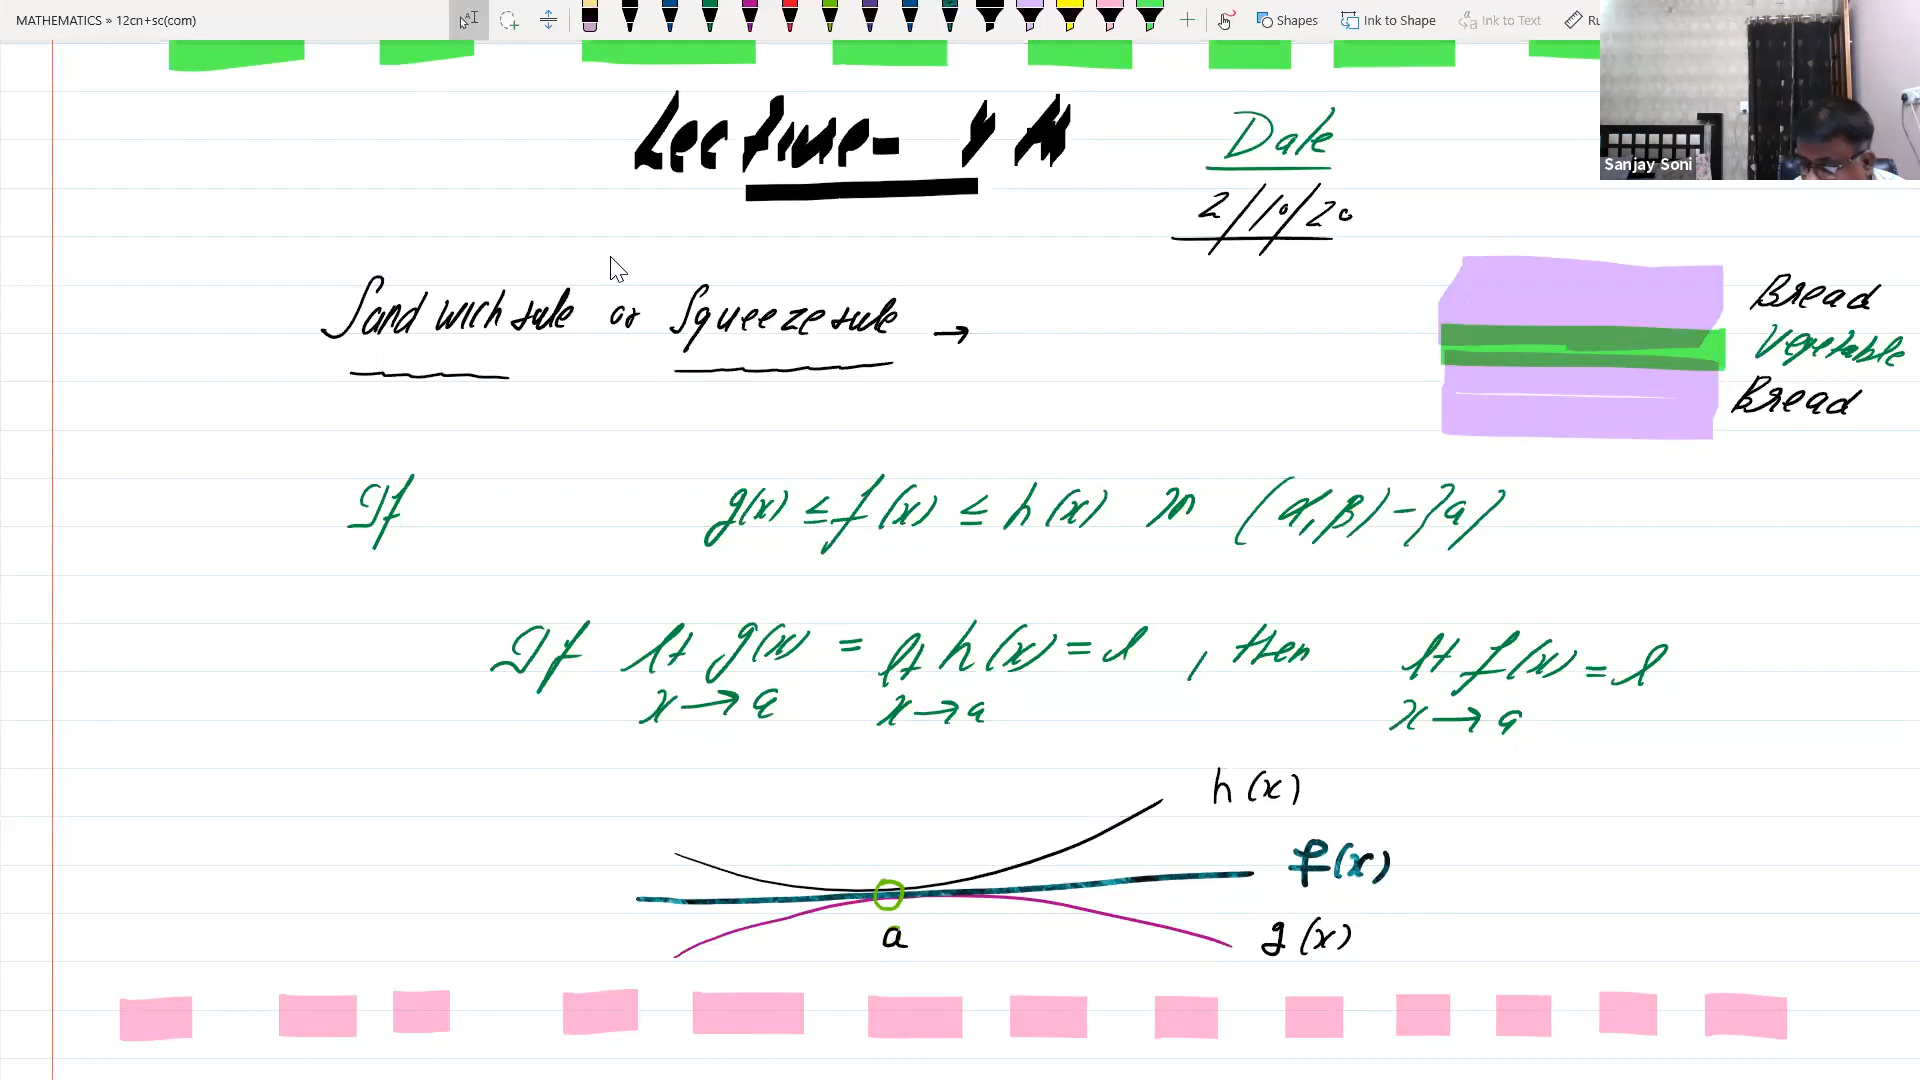 MATHEMATICS » 12cn+sc(com)
Shapes Ink to Shape Ink to Text Ru
Sanjay Soni
Lecture-
Date
2/10/20
Sandwich rule or Squeeze rule →
Bread
Vegetable
Bread
If g(x) ≤ f(x) ≤ h(x) in (α, β) - {a}
If lt g(x) = lt h(x) = l , then lt f(x) = l
x→a x→a x→a
h(x)
f(x)
a
g(x)